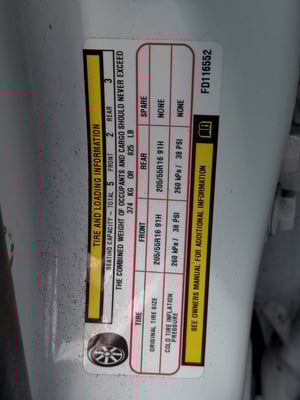 TIRE AND LOADING INFORMATION
SEATING CAPACITY - TOTAL 5 FRONT 2 REAR 3
THE COMBINED WEIGHT OF OCCUPANTS AND CARGO SHOULD NEVER EXCEED
374 KG OR 825 LB
TIRE FRONT REAR SPARE
ORIGINAL TIRE SIZE 205/55R16 91H 205/55R16 91H NONE
COLD TIRE INFLATION PRESSURE 260 kPa / 38 PSI 260 kPa / 38 PSI NONE
SEE OWNERS MANUAL FOR ADDITIONAL INFORMATION
FD116552